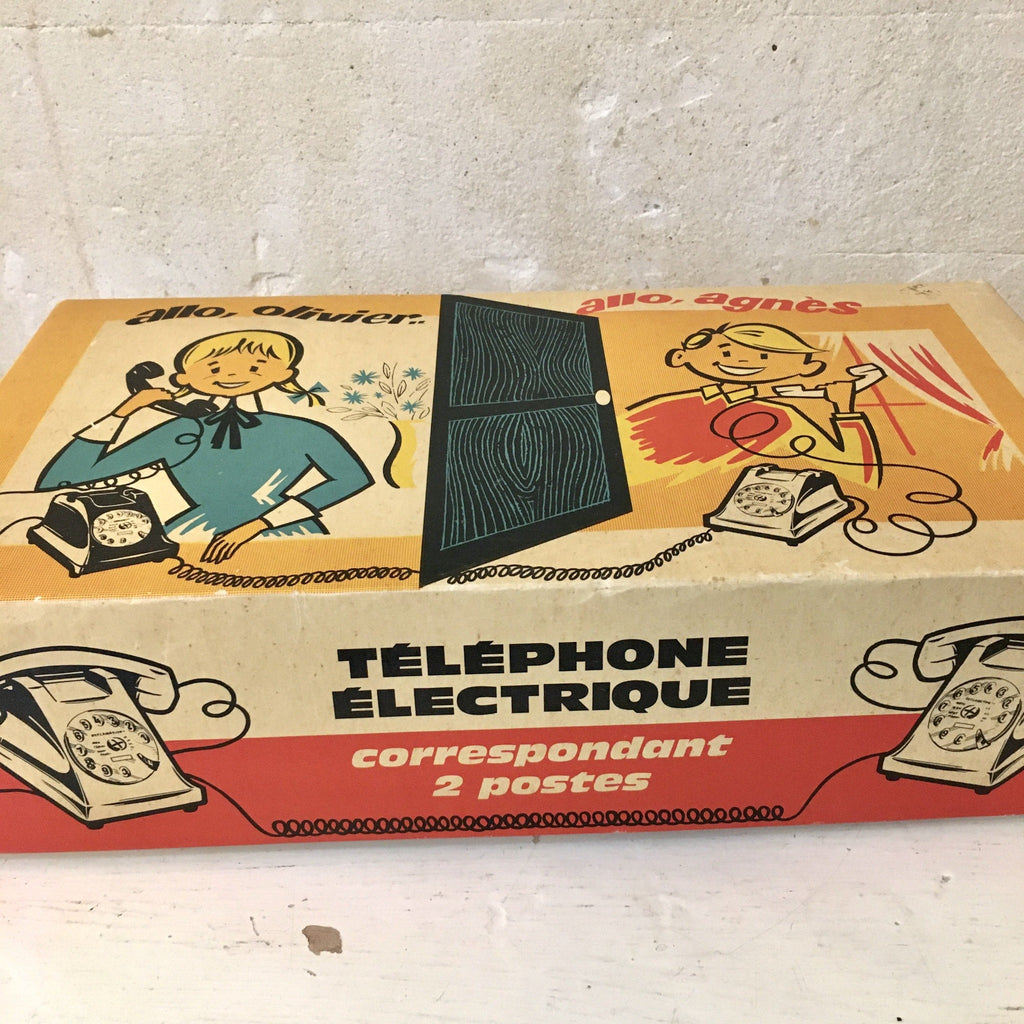 allo, olivier..
allo, agnès
TÉLÉPHONE
ÉLECTRIQUE
correspondant
2 postes